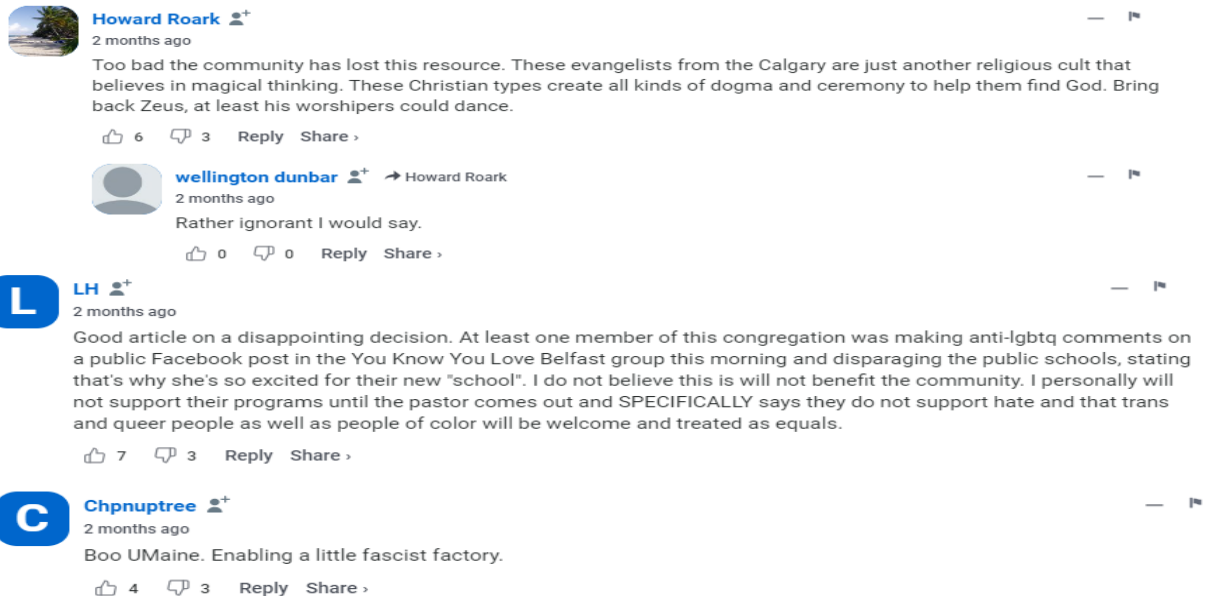 Howard Roark
2 months ago
Too bad the community has lost this resource. These evangelists from the Calgary are just another religious cult that
believes in magical thinking. These Christian types create all kinds of dogma and ceremony to help them find God. Bring
back Zeus, at least his worshipers could dance.
6 3 Reply Share ›
wellington dunbar Howard Roark
2 months ago
Rather ignorant I would say.
0 0 Reply Share ›
L
LH
2 months ago
Good article on a disappointing decision. At least one member of this congregation was making anti-lgbtq comments on
a public Facebook post in the You Know You Love Belfast group this morning and disparaging the public schools, stating
that's why she's so excited for their new "school". I do not believe this is will not benefit the community. I personally will
not support their programs until the pastor comes out and SPECIFICALLY says they do not support hate and that trans
and queer people as well as people of color will be welcome and treated as equals.
7 3 Reply Share ›
C
Chpnuptree
2 months ago
Boo UMaine. Enabling a little fascist factory.
4 3 Reply Share ›